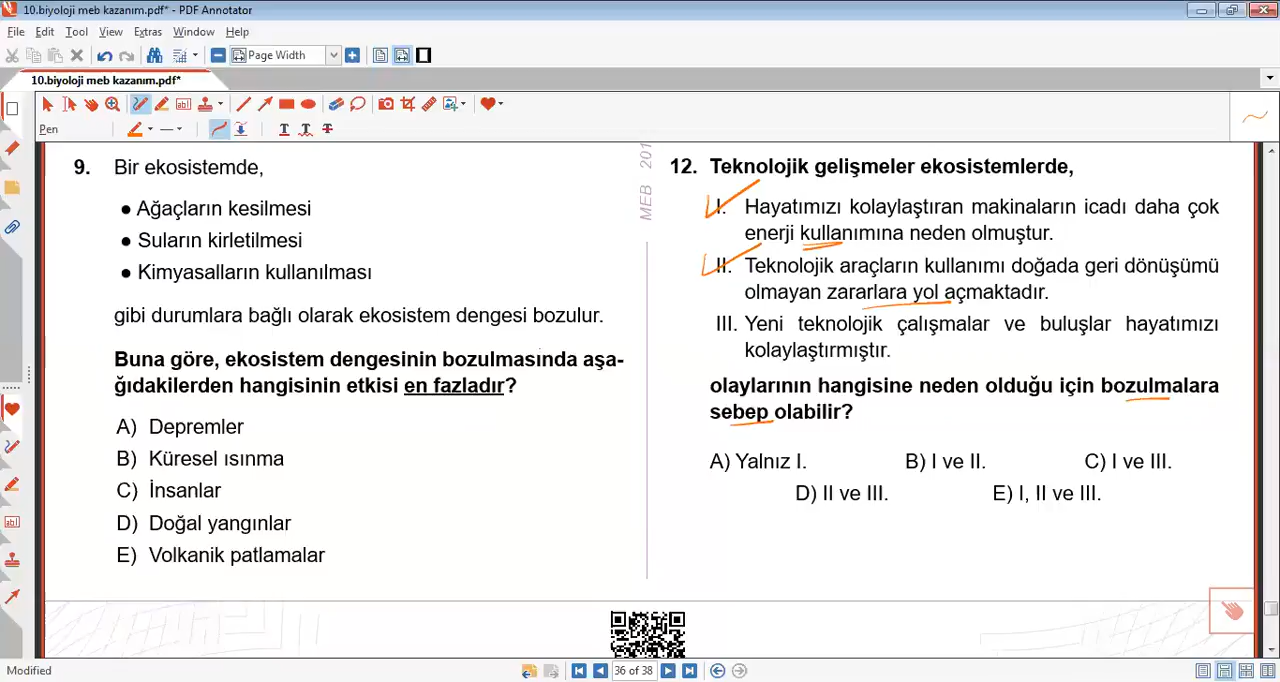 10.biyoloji meb kazanım.pdf* - PDF Annotator
File Edit Tool View Extras Window Help
Page Width
10.biyoloji meb kazanım.pdf*
Pen
9. Bir ekosistemde,
● Ağaçların kesilmesi
● Suların kirletilmesi
● Kimyasalların kullanılması
gibi durumlara bağlı olarak ekosistem dengesi bozulur.
Buna göre, ekosistem dengesinin bozulmasında aşa-
ğıdakilerden hangisinin etkisi en fazladır?
A) Depremler
B) Küresel ısınma
C) İnsanlar
D) Doğal yangınlar
E) Volkanik patlamalar
MEB 201
12. Teknolojik gelişmeler ekosistemlerde,
I. Hayatımızı kolaylaştıran makinaların icadı daha çok
enerji kullanımına neden olmuştur.
II. Teknolojik araçların kullanımı doğada geri dönüşümü
olmayan zararlara yol açmaktadır.
III. Yeni teknolojik çalışmalar ve buluşlar hayatımızı
kolaylaştırmıştır.
olaylarının hangisine neden olduğu için bozulmalara
sebep olabilir?
A) Yalnız I. B) I ve II. C) I ve III.
D) II ve III. E) I, II ve III.
Modified
36 of 38